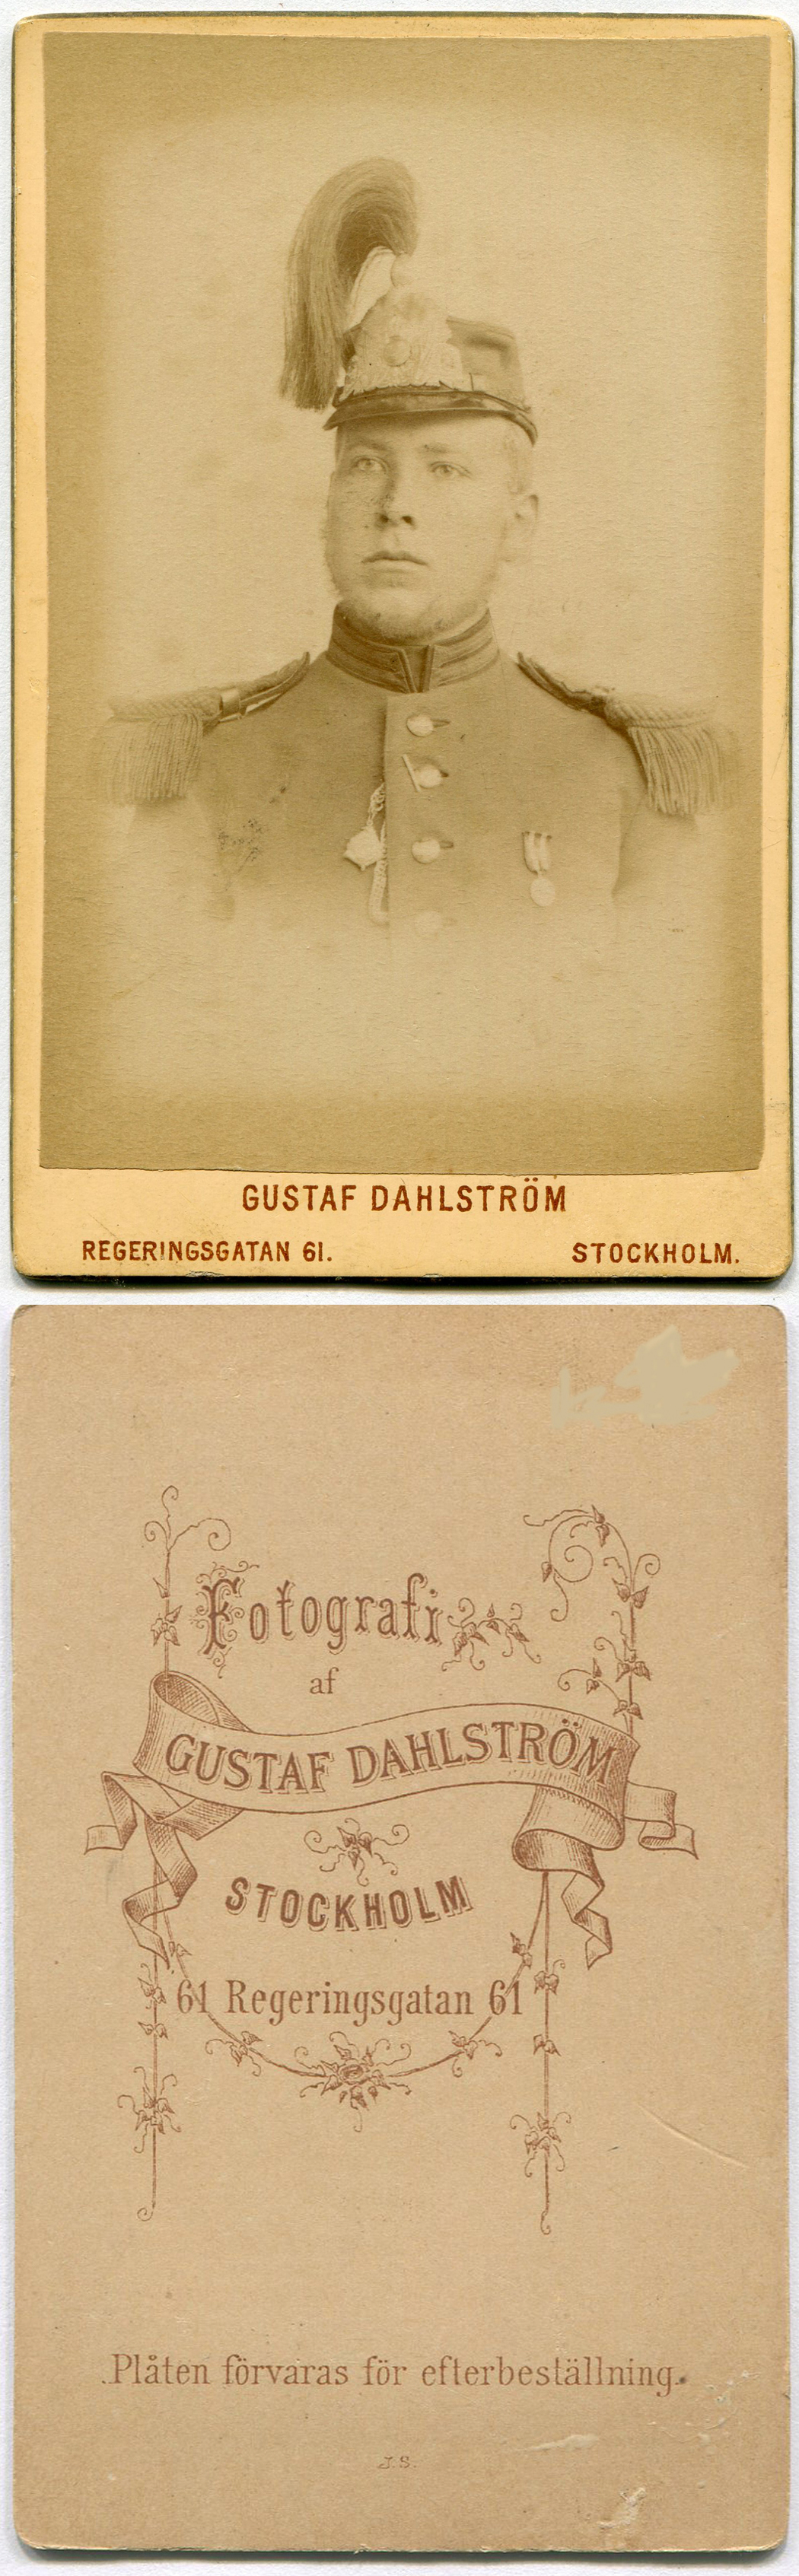 GUSTAF DAHLSTRÖM
REGERINGSGATAN 61. STOCKHOLM.
Fotografi
af
GUSTAF DAHLSTRÖM
STOCKHOLM
61 Regeringsgatan 61
Plåten förvaras för efterbeställning.
J.S.